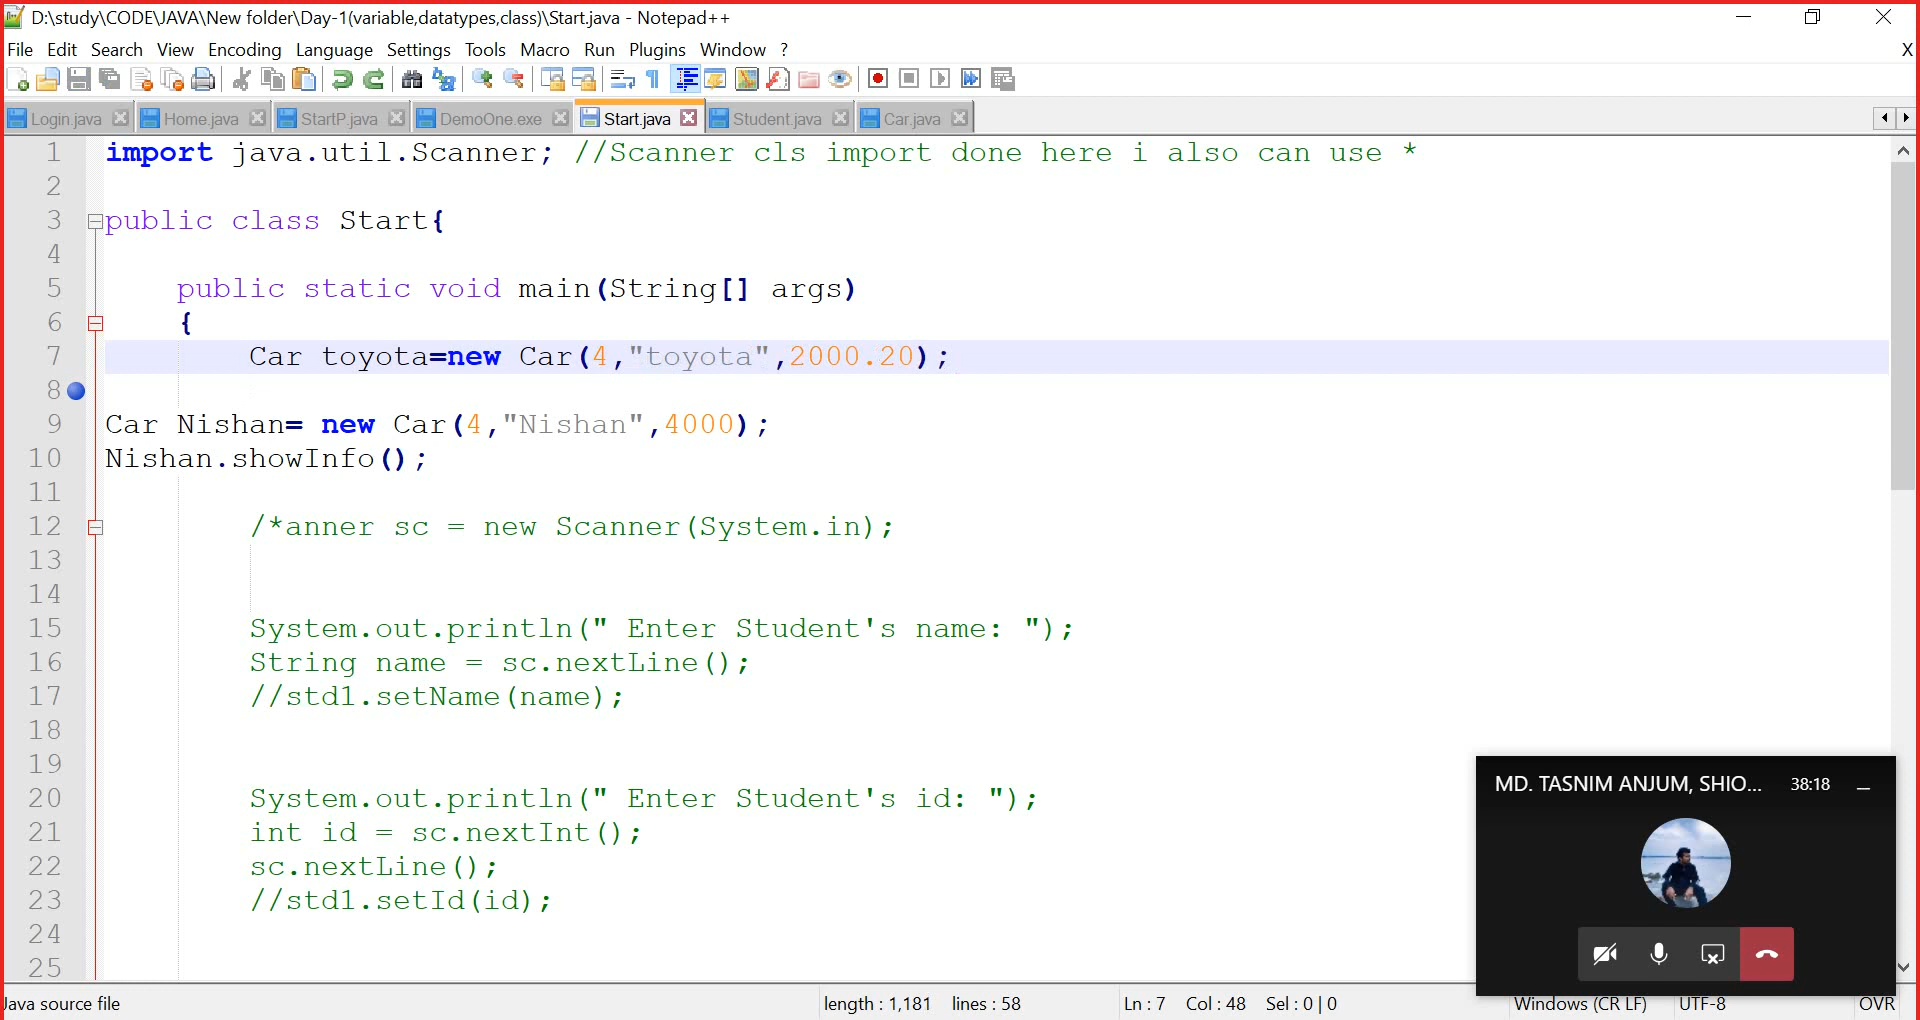 D:\study\CODE\JAVA\New folder\Day-1(variable,datatypes,class)\Start.java - Notepad++
File Edit Search View Encoding Language Settings Tools Macro Run Plugins Window ? X
Login.java Home.java StartP.java DemoOne.exe Start.java Student.java Car.java
1 import java.util.Scanner; //Scanner cls import done here i also can use *
2
3 public class Start{
4
5 public static void main(String[] args)
6 {
7 Car toyota=new Car(4,"toyota",2000.20);
8
9 Car Nishan= new Car(4,"Nishan",4000);
10 Nishan.showInfo();
11
12 /*anner sc = new Scanner(System.in);
13
14
15 System.out.println(" Enter Student's name: ");
16 String name = sc.nextLine();
17 //std1.setName(name);
18
19
20 System.out.println(" Enter Student's id: ");
21 int id = sc.nextInt();
22 sc.nextLine();
23 //std1.setId(id);
24
25
MD. TASNIM ANJUM, SHIO... 38:18
Java source file length : 1,181 lines : 58 Ln : 7 Col : 48 Sel : 0 | 0 Windows (CR LF) UTF-8 OVR